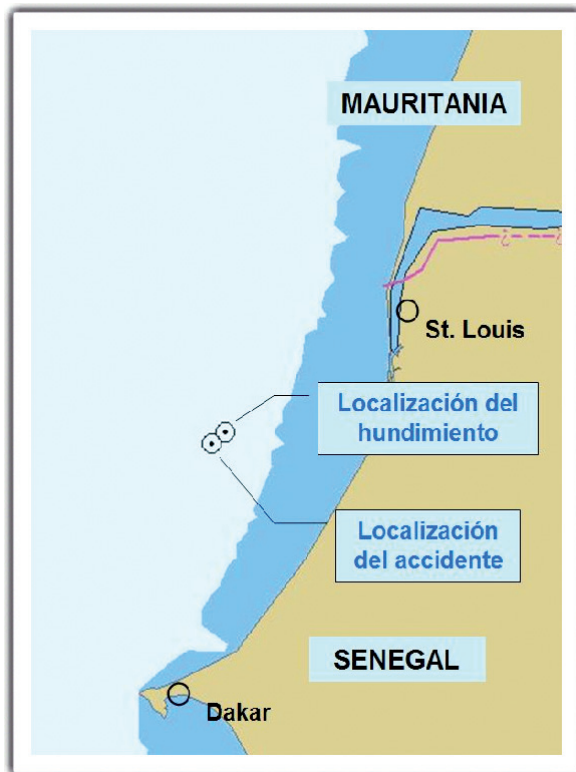 MAURITANIA
St. Louis
Localización del
hundimiento
Localización
del accidente
SENEGAL
Dakar